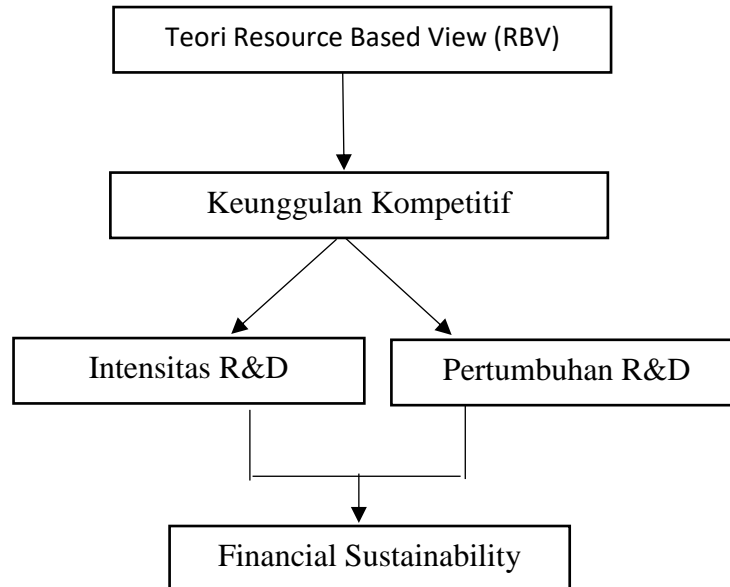 Teori Resource Based View (RBV)
Keunggulan Kompetitif
Intensitas R&D
Pertumbuhan R&D
Financial Sustainability